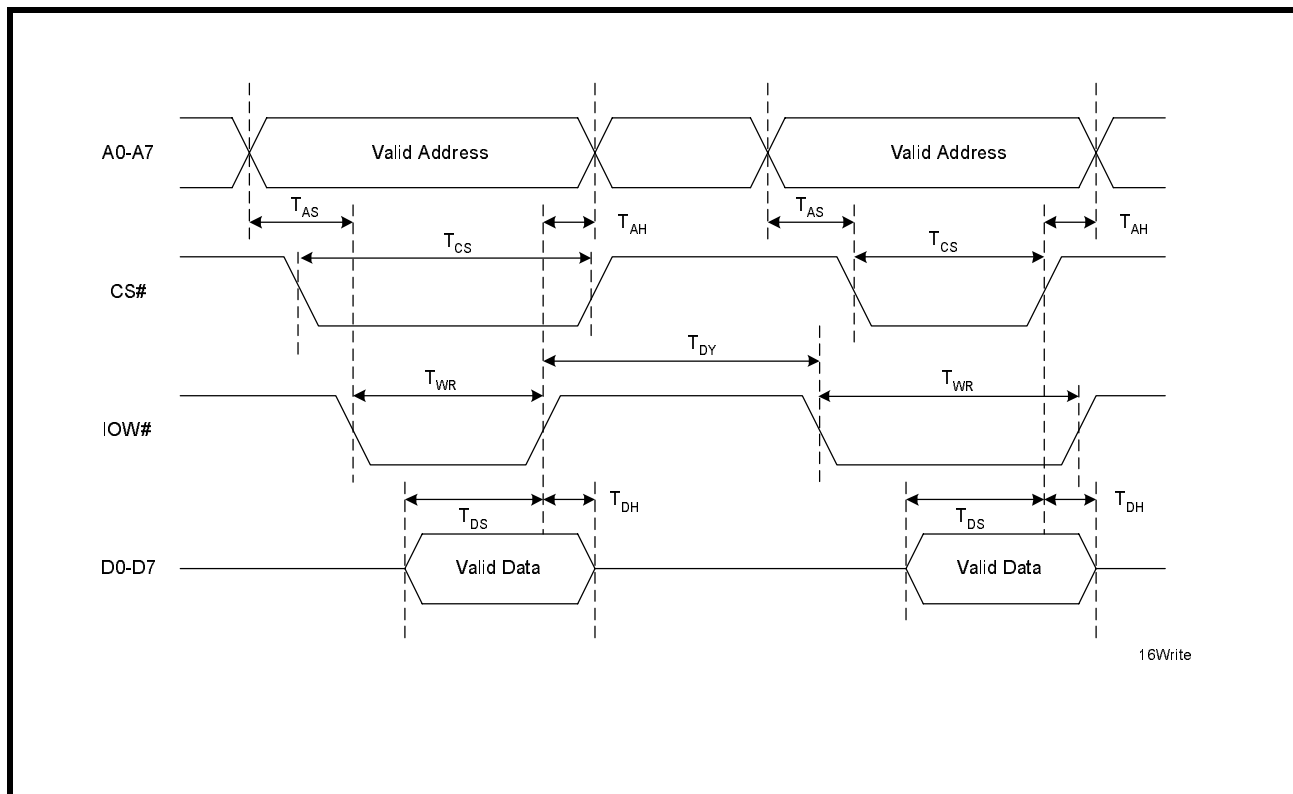 A0-A7
Valid Address
Valid Address
TAS
TAH
TAS
TAH
TCS
TCS
CS#
TDY
TWR
TWR
IOW#
TDH
TDH
TDS
TDS
D0-D7
Valid Data
Valid Data
16Write